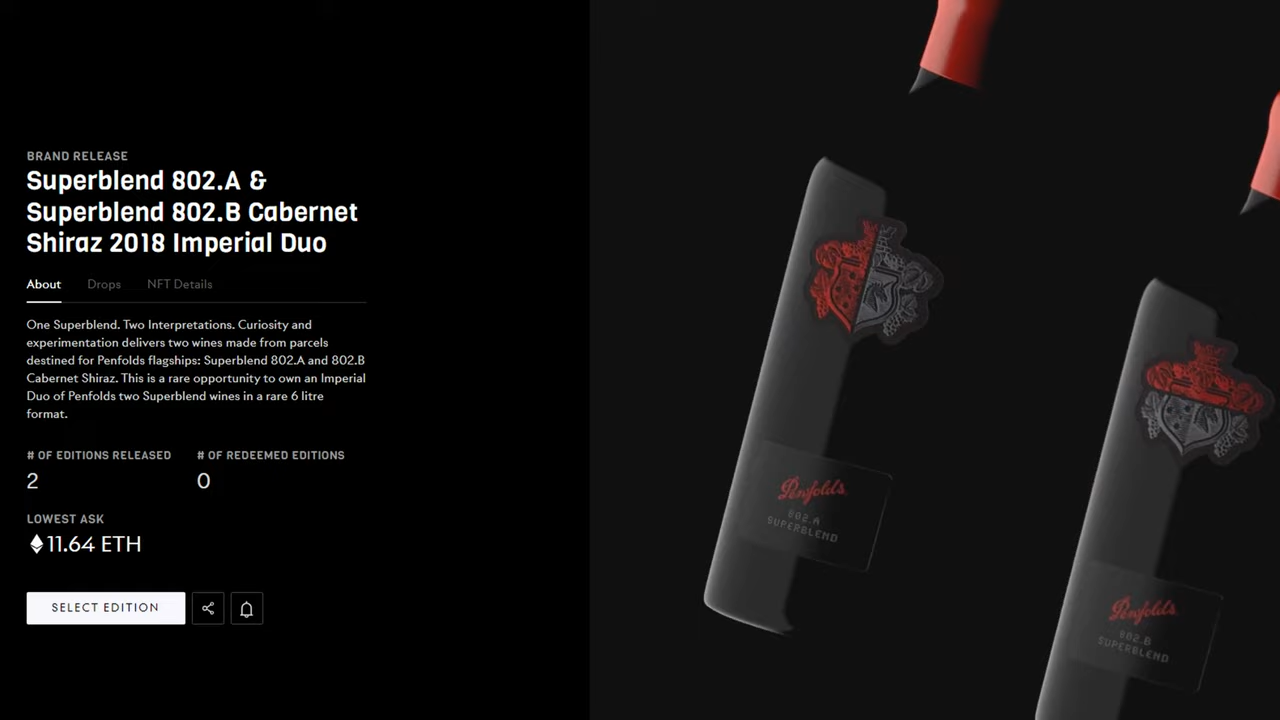 BRAND RELEASE
Superblend 802.A &
Superblend 802.B Cabernet
Shiraz 2018 Imperial Duo
About Drops NFT Details
One Superblend. Two Interpretations. Curiosity and
experimentation delivers two wines made from parcels
destined for Penfolds flagships: Superblend 802.A and 802.B
Cabernet Shiraz. This is a rare opportunity to own an Imperial
Duo of Penfolds two Superblend wines in a rare 6 litre
format.
# OF EDITIONS RELEASED # OF REDEEMED EDITIONS
2 0
LOWEST ASK
11.64 ETH
SELECT EDITION
Penfolds
802.A
SUPERBLEND
Penfolds
802.B
SUPERBLEND